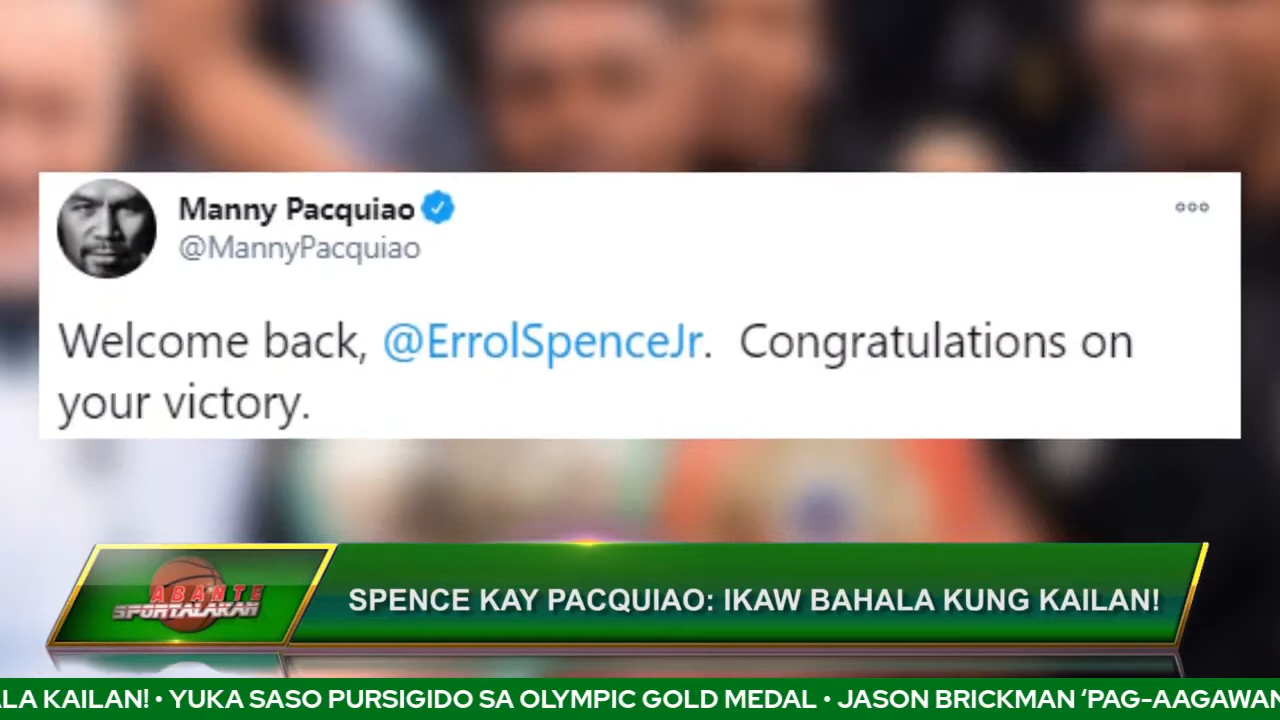 Manny Pacquiao
@MannyPacquiao
Welcome back, @ErrolSpenceJr. Congratulations on
your victory.
ABANTE
SPORTALAKAN
SPENCE KAY PACQUIAO: IKAW BAHALA KUNG KAILAN!
ALA KAILAN! • YUKA SASO PURSIGIDO SA OLYMPIC GOLD MEDAL • JASON BRICKMAN ‘PAG-AAGAWAN